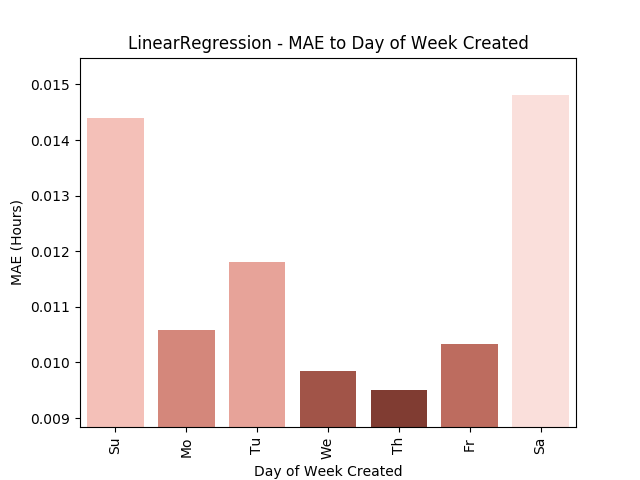 LinearRegression - MAE to Day of Week Created
MAE (Hours)
0.015
0.014
0.013
0.012
0.011
0.010
0.009
Su
Mo
Tu
We
Th
Fr
Sa
Day of Week Created